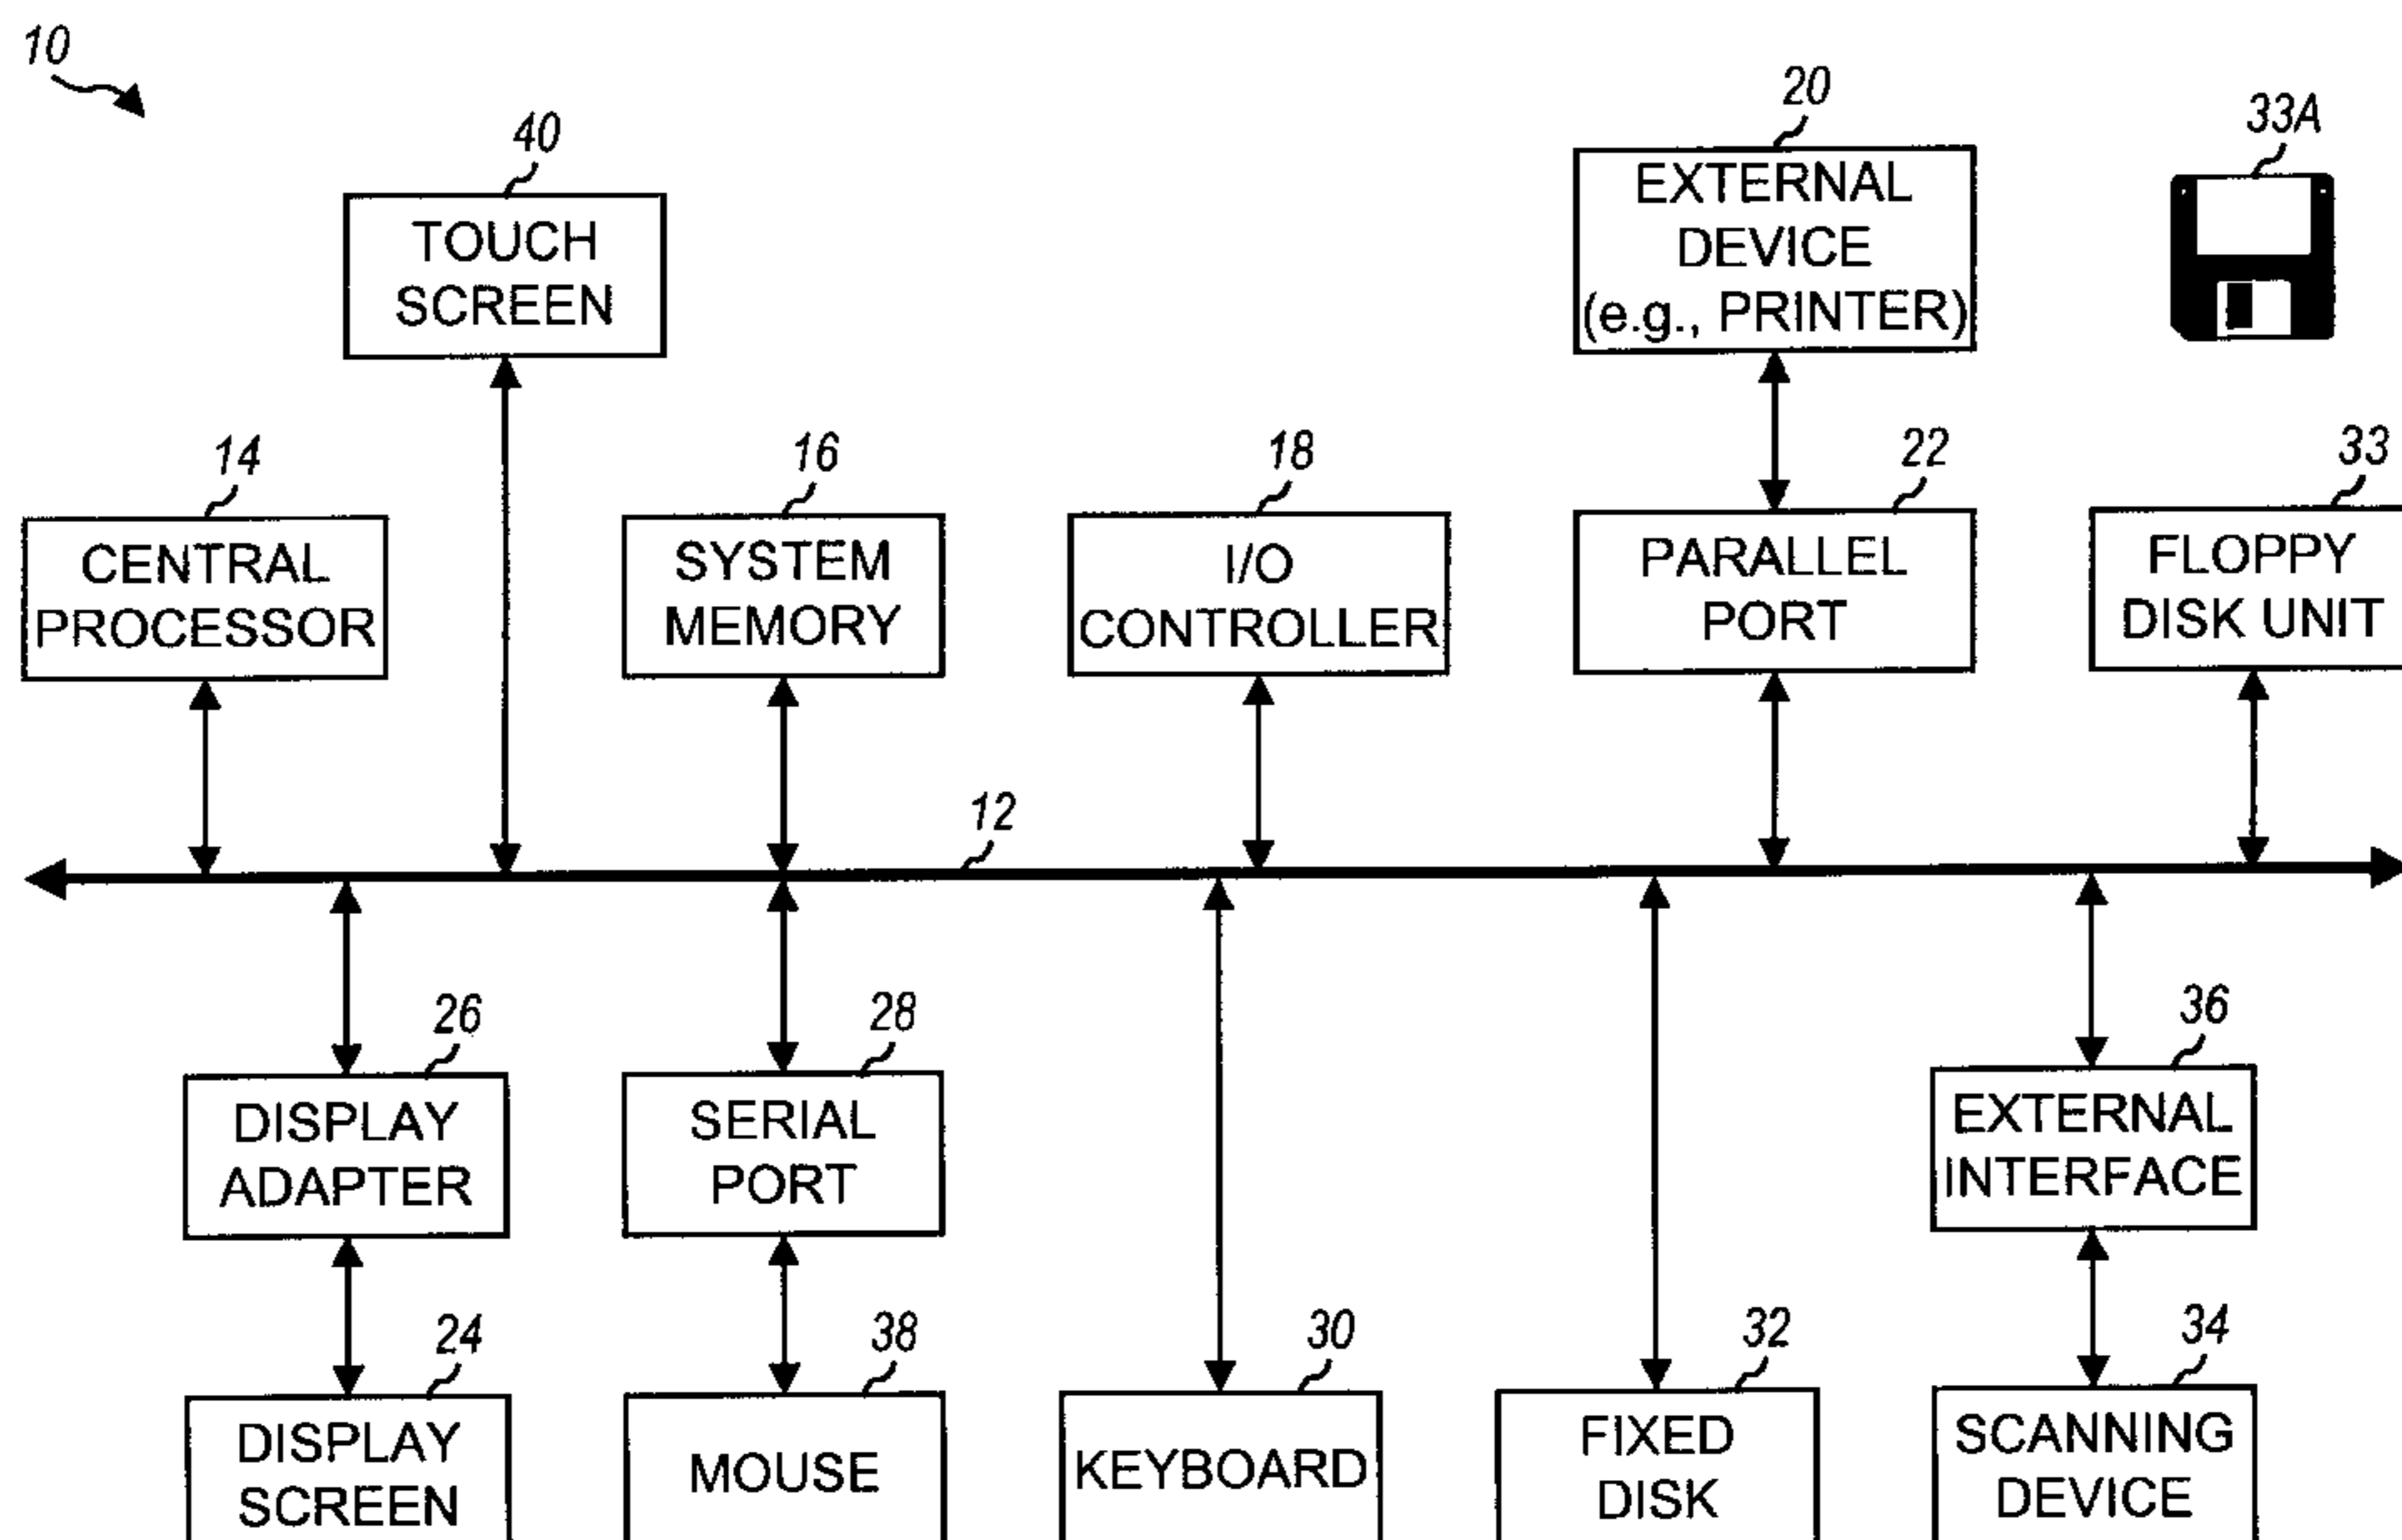 10
40
20
33A
TOUCH
SCREEN
EXTERNAL
DEVICE
(e.g., PRINTER)
14
16
18
22
33
CENTRAL
PROCESSOR
SYSTEM
MEMORY
I/O
CONTROLLER
PARALLEL
PORT
FLOPPY
DISK UNIT
12
26
28
36
DISPLAY
ADAPTER
SERIAL
PORT
EXTERNAL
INTERFACE
24
38
30
32
34
DISPLAY
SCREEN
MOUSE
KEYBOARD
FIXED
DISK
SCANNING
DEVICE